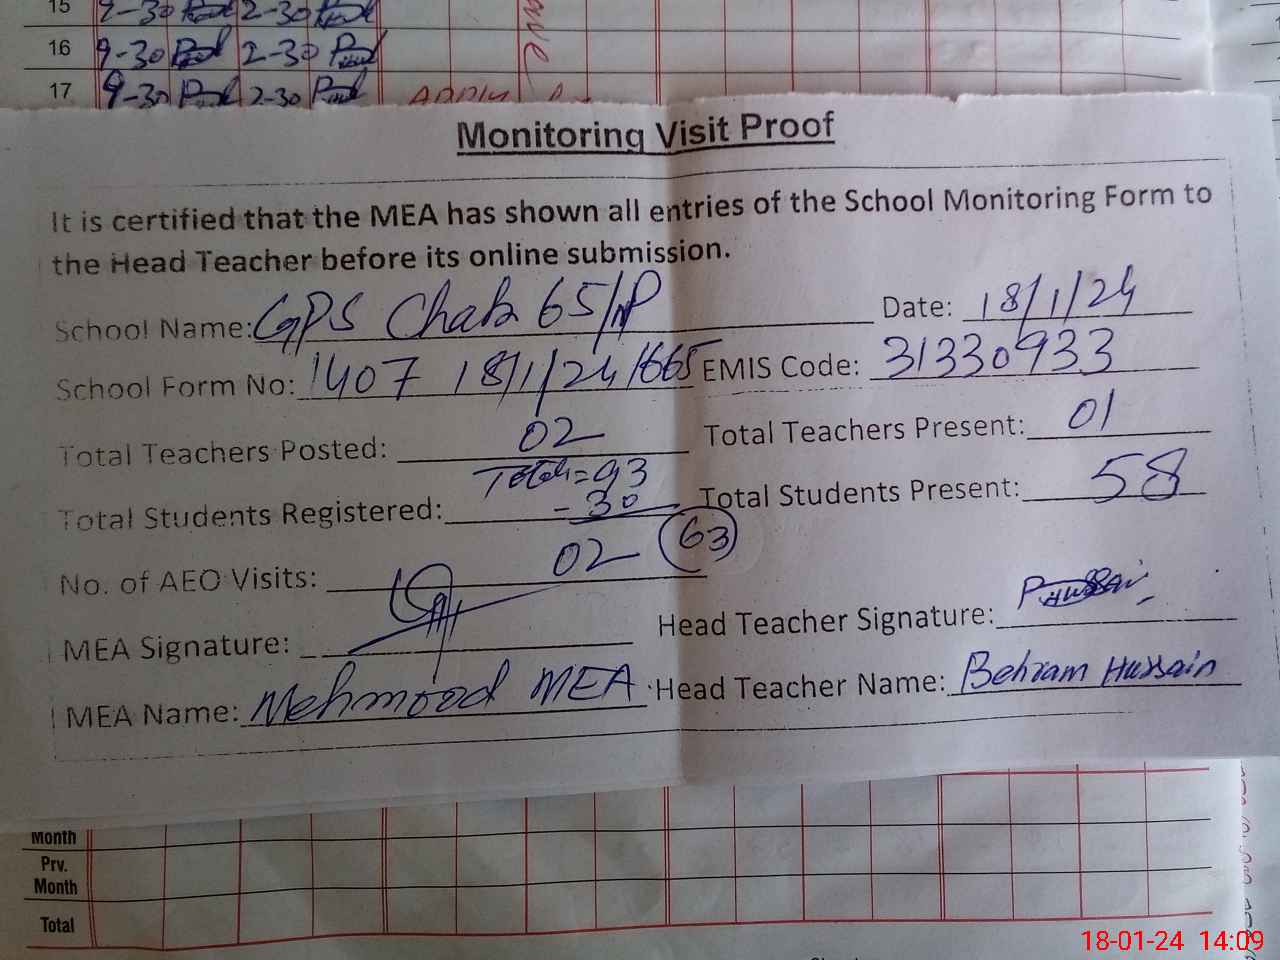 15 9-30 2-30
16 9-30 2-30
17 9-30 2-30 APPLY
Monitoring Visit Proof
It is certified that the MEA has shown all entries of the School Monitoring Form to
the Head Teacher before its online submission.
School Name: GPS Chak 65/NP Date: 18/1/24
School Form No: 1407 18/1/24 1665 EMIS Code: 31330933
Total Teachers Posted: 02 Total Teachers Present: 01
Total = 93
Total Students Registered: - 30 Total Students Present: 58
63
No. of AEO Visits: 02
MEA Signature: Head Teacher Signature: PHussain
MEA Name: Mehmood MEA Head Teacher Name: Behram Hussain
Month
Prv.
Month
Total
18-01-24 14:09